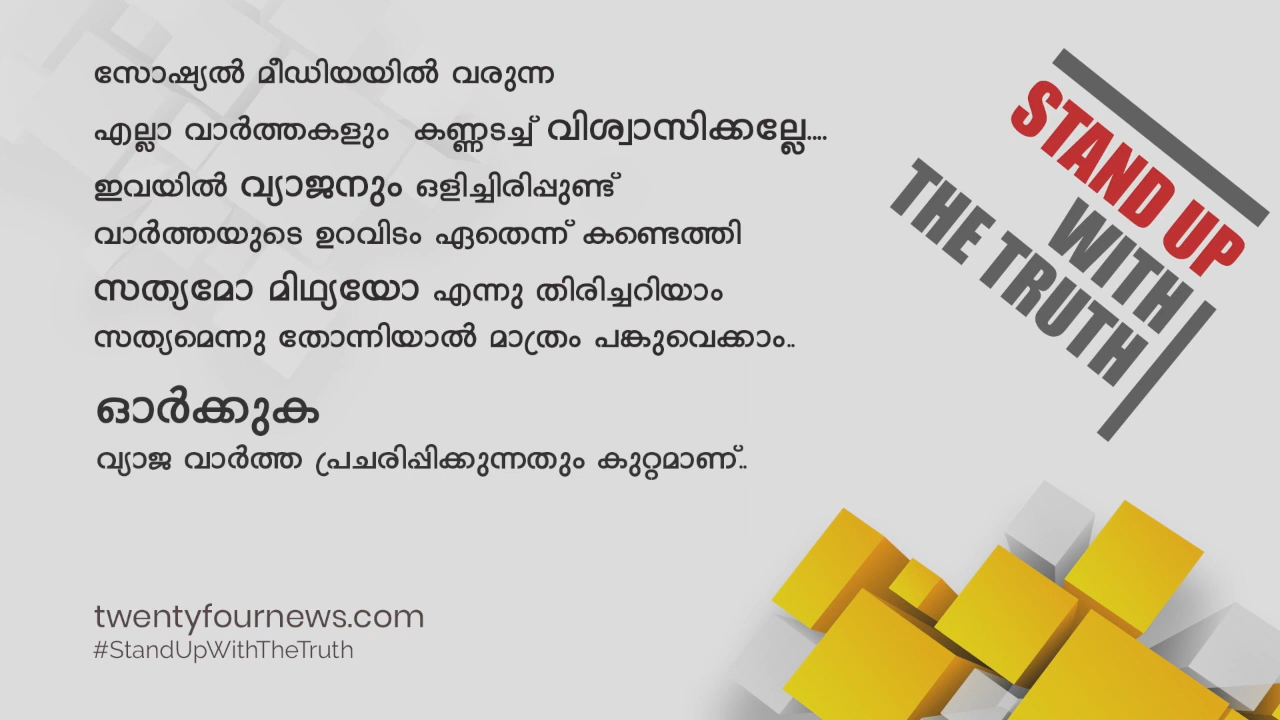 സോഷ്യൽ മീഡിയയിൽ വരുന്ന
എല്ലാ വാർത്തകളും കണ്ണടച്ച് വിശ്വാസിക്കല്ലേ....
ഇവയിൽ വ്യാജനും ഒളിച്ചിരിപ്പുണ്ട്
വാർത്തയുടെ ഉറവിടം ഏതെന്ന് കണ്ടെത്തി
സത്യമോ മിഥ്യയോ എന്നു തിരിച്ചറിയാം
സത്യമെന്നു തോന്നിയാൽ മാത്രം പങ്കുവെക്കാം..
ഓർക്കുക
വ്യാജ വാർത്ത പ്രചരിപ്പിക്കുന്നതും കുറ്റമാണ്..
STAND UP
WITH
THE TRUTH
twentyfournews.com
#StandUpWithTheTruth